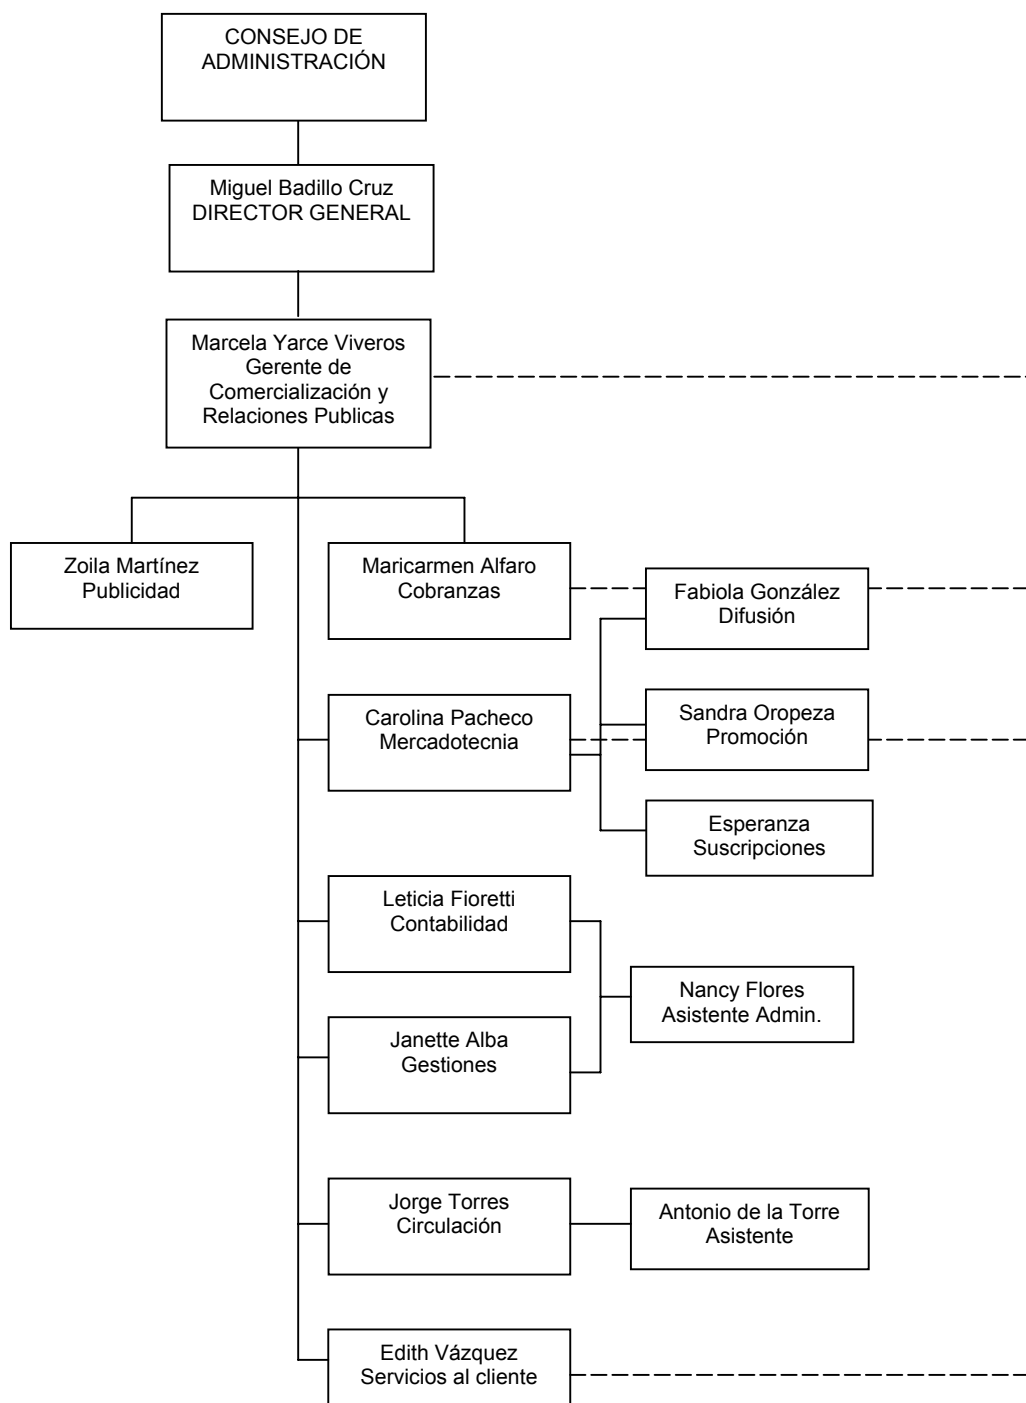 CONSEJO DE
ADMINISTRACIÓN
Miguel Badillo Cruz
DIRECTOR GENERAL
Marcela Yarce Viveros
Gerente de
Comercialización y
Relaciones Publicas
Zoila Martínez
Publicidad
Maricarmen Alfaro
Cobranzas
Fabiola González
Difusión
Carolina Pacheco
Mercadotecnia
Sandra Oropeza
Promoción
Esperanza
Suscripciones
Leticia Fioretti
Contabilidad
Nancy Flores
Asistente Admin.
Janette Alba
Gestiones
Jorge Torres
Circulación
Antonio de la Torre
Asistente
Edith Vázquez
Servicios al cliente